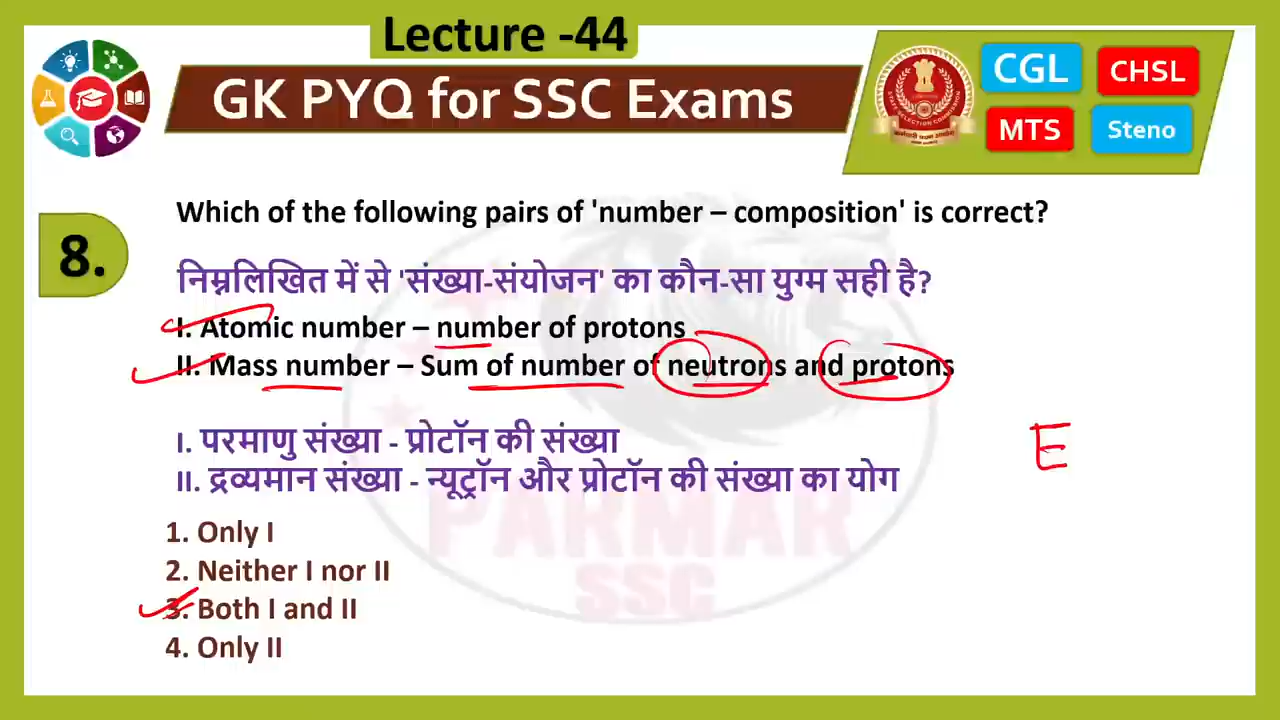 Lecture -44
GK PYQ for SSC Exams
CGL
CHSL
MTS
Steno
8.
Which of the following pairs of 'number – composition' is correct?
निम्नलिखित में से 'संख्या-संयोजन' का कौन-सा युग्म सही है?
I. Atomic number – number of protons
II. Mass number – Sum of number of neutrons and protons
I. परमाणु संख्या - प्रोटॉन की संख्या
II. द्रव्यमान संख्या - न्यूट्रॉन और प्रोटॉन की संख्या का योग
E
1. Only I
2. Neither I nor II
3. Both I and II
4. Only II
PARMAR
SSC